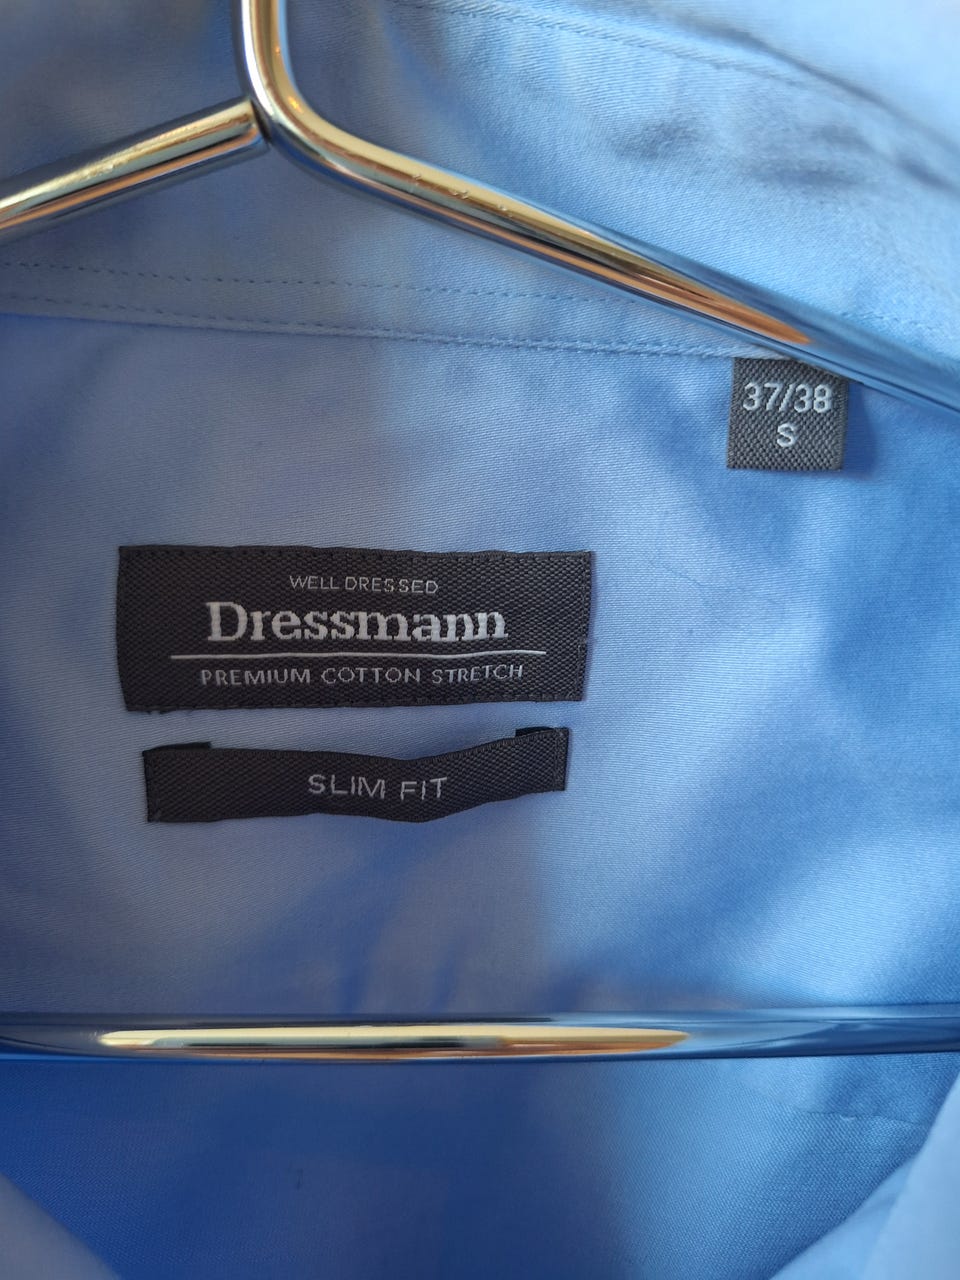 37/38
S
WELL DRESSED
Dressmann
PREMIUM COTTON STRETCH
SLIM FIT